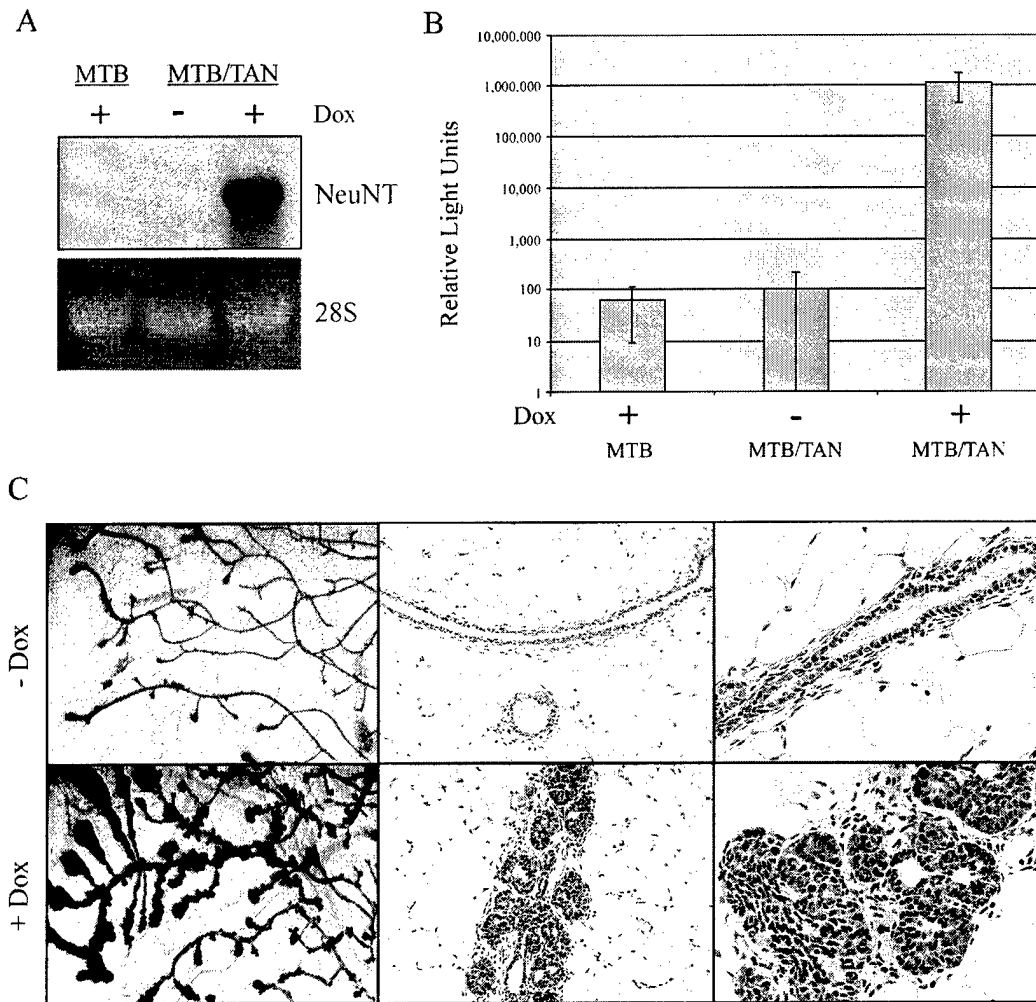 A
MTB MTB/TAN
+ - + Dox
NeuNT
28S
B
Relative Light Units
10,000.000
1,000,000
100,000
10,000
1,000
100
10
1
Dox + - +
MTB MTB/TAN MTB/TAN
C
- Dox
+ Dox